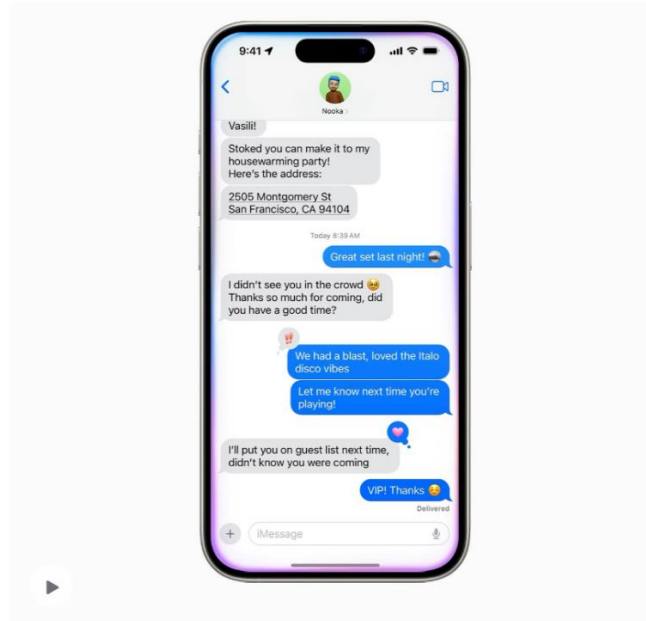 9:41
Nooka
Vasili!
Stoked you can make it to my
housewarming party!
Here's the address:
2505 Montgomery St
San Francisco, CA 94104
Today 8:39 AM
Great set last night! 🪩
I didn't see you in the crowd 🥹
Thanks so much for coming, did
you have a good time?
We had a blast, loved the Italo
disco vibes
Let me know next time you're
playing!
I'll put you on guest list next time,
didn't know you were coming
VIP! Thanks ☺️
Delivered
iMessage